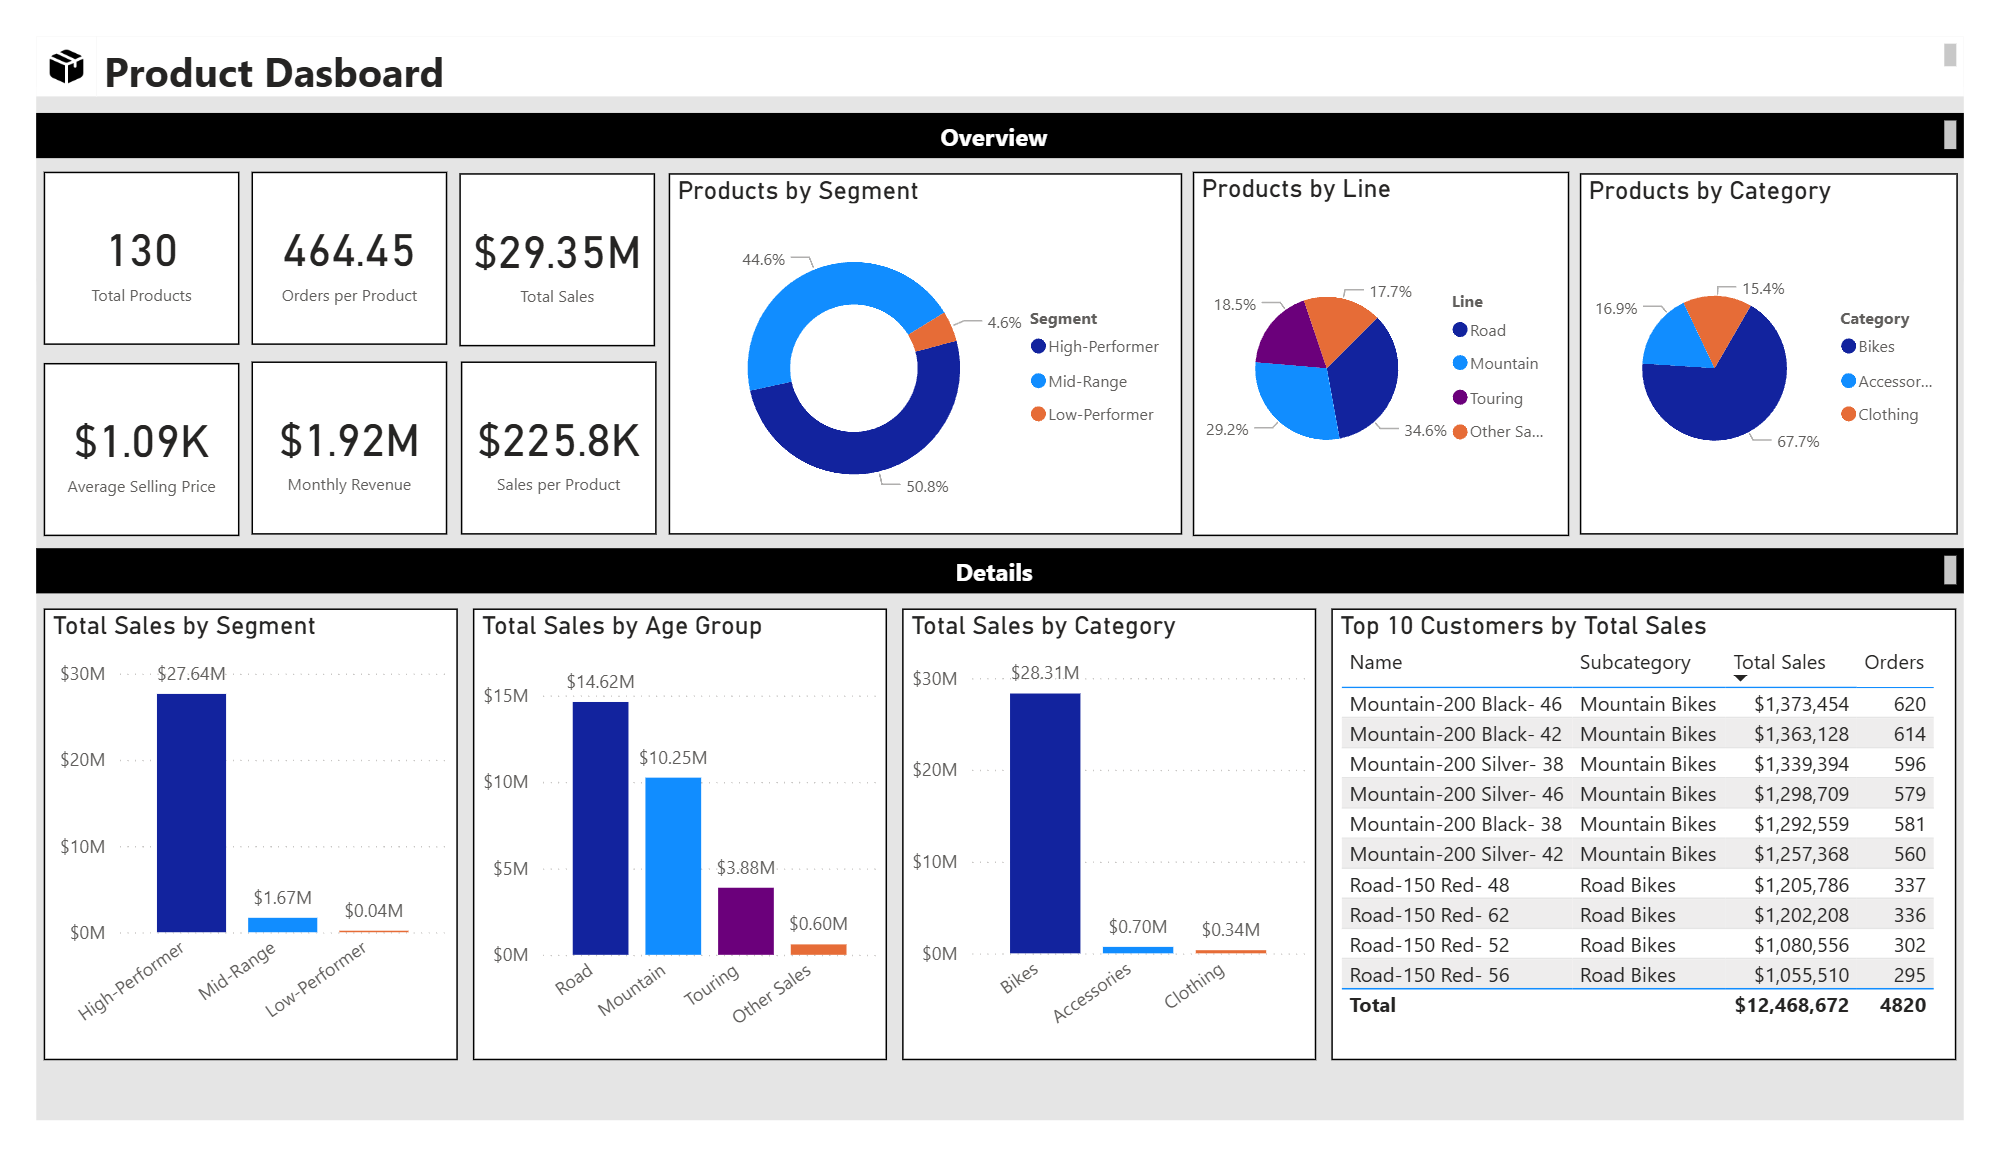 Product Dasboard
Overview
130
Total Products
464.45
Orders per Product
$29.35M
Total Sales
$1.09K
Average Selling Price
$1.92M
Monthly Revenue
$225.8K
Sales per Product
Products by Segment
44.6%
4.6%
50.8%
Segment
High-Performer
Mid-Range
Low-Performer
Products by Line
18.5%
17.7%
29.2%
34.6%
Line
Road
Mountain
Touring
Other Sa...
Products by Category
16.9%
15.4%
67.7%
Category
Bikes
Accessor...
Clothing
Details
Total Sales by Segment
$30M
$20M
$10M
$0M
$27.64M
$1.67M
$0.04M
High-Performer
Mid-Range
Low-Performer
Total Sales by Age Group
$15M
$10M
$5M
$0M
$14.62M
$10.25M
$3.88M
$0.60M
Road
Mountain
Touring
Other Sales
Total Sales by Category
$30M
$20M
$10M
$0M
$28.31M
$0.70M
$0.34M
Bikes
Accessories
Clothing
Top 10 Customers by Total Sales
Name Subcategory Total Sales Orders
Mountain-200 Black- 46 Mountain Bikes $1,373,454 620
Mountain-200 Black- 42 Mountain Bikes $1,363,128 614
Mountain-200 Silver- 38 Mountain Bikes $1,339,394 596
Mountain-200 Silver- 46 Mountain Bikes $1,298,709 579
Mountain-200 Black- 38 Mountain Bikes $1,292,559 581
Mountain-200 Silver- 42 Mountain Bikes $1,257,368 560
Road-150 Red- 48 Road Bikes $1,205,786 337
Road-150 Red- 62 Road Bikes $1,202,208 336
Road-150 Red- 52 Road Bikes $1,080,556 302
Road-150 Red- 56 Road Bikes $1,055,510 295
Total $12,468,672 4820